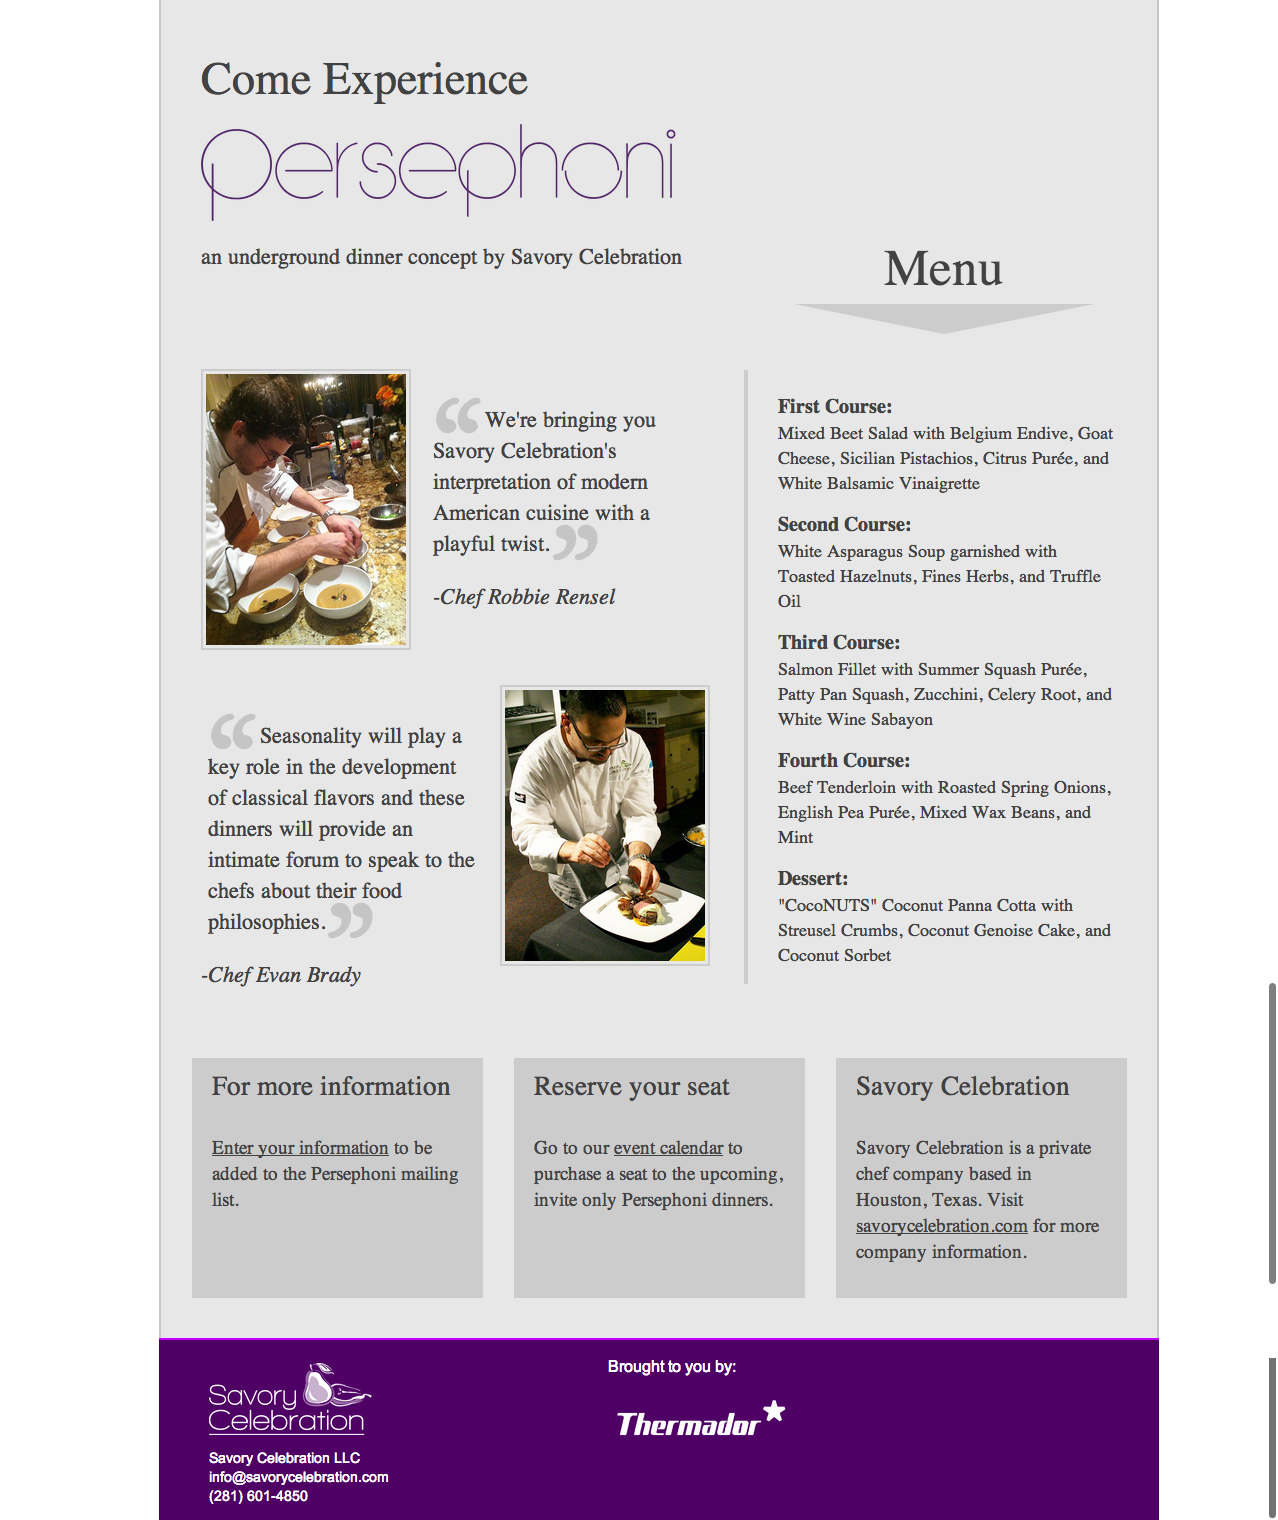 Come Experience
Persephoni
an underground dinner concept by Savory Celebration
“We're bringing you
Savory Celebration's
interpretation of modern
American cuisine with a
playful twist.”
-Chef Robbie Rensel
“Seasonality will play a
key role in the development
of classical flavors and these
dinners will provide an
intimate forum to speak to the
chefs about their food
philosophies.”
-Chef Evan Brady
Menu
First Course:
Mixed Beet Salad with Belgium Endive, Goat
Cheese, Sicilian Pistachios, Citrus Purée, and
White Balsamic Vinaigrette
Second Course:
White Asparagus Soup garnished with
Toasted Hazelnuts, Fines Herbs, and Truffle
Oil
Third Course:
Salmon Fillet with Summer Squash Purée,
Patty Pan Squash, Zucchini, Celery Root, and
White Wine Sabayon
Fourth Course:
Beef Tenderloin with Roasted Spring Onions,
English Pea Purée, Mixed Wax Beans, and
Mint
Dessert:
"CocoNUTS" Coconut Panna Cotta with
Streusel Crumbs, Coconut Genoise Cake, and
Coconut Sorbet
For more information
Enter your information to be
added to the Persephoni mailing
list.
Reserve your seat
Go to our event calendar to
purchase a seat to the upcoming,
invite only Persephoni dinners.
Savory Celebration
Savory Celebration is a private
chef company based in
Houston, Texas. Visit
savorycelebration.com for more
company information.
Savory
Celebration
Savory Celebration LLC
info@savorycelebration.com
(281) 601-4850
Brought to you by:
Thermador